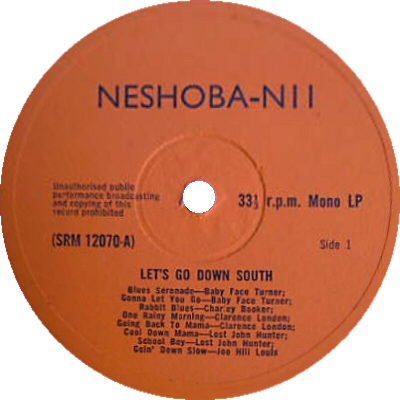 NESHOBA-N11
Unauthorised public
performance broadcasting
and copying of this
record prohibited
33⅓ r.p.m. Mono LP
(SRM 12070-A)
Side 1
LET'S GO DOWN SOUTH
Blues Serenade—Baby Face Turner;
Gonna Let You Go—Baby Face Turner;
Rabbit Blues—Charley Booker;
One Rainy Morning—Clarence London;
Going Back To Mama—Clarence London;
Cool Down Mama—Lost John Hunter;
School Boy—Lost John Hunter;
Goin' Down Slow—Joe Hill Louis